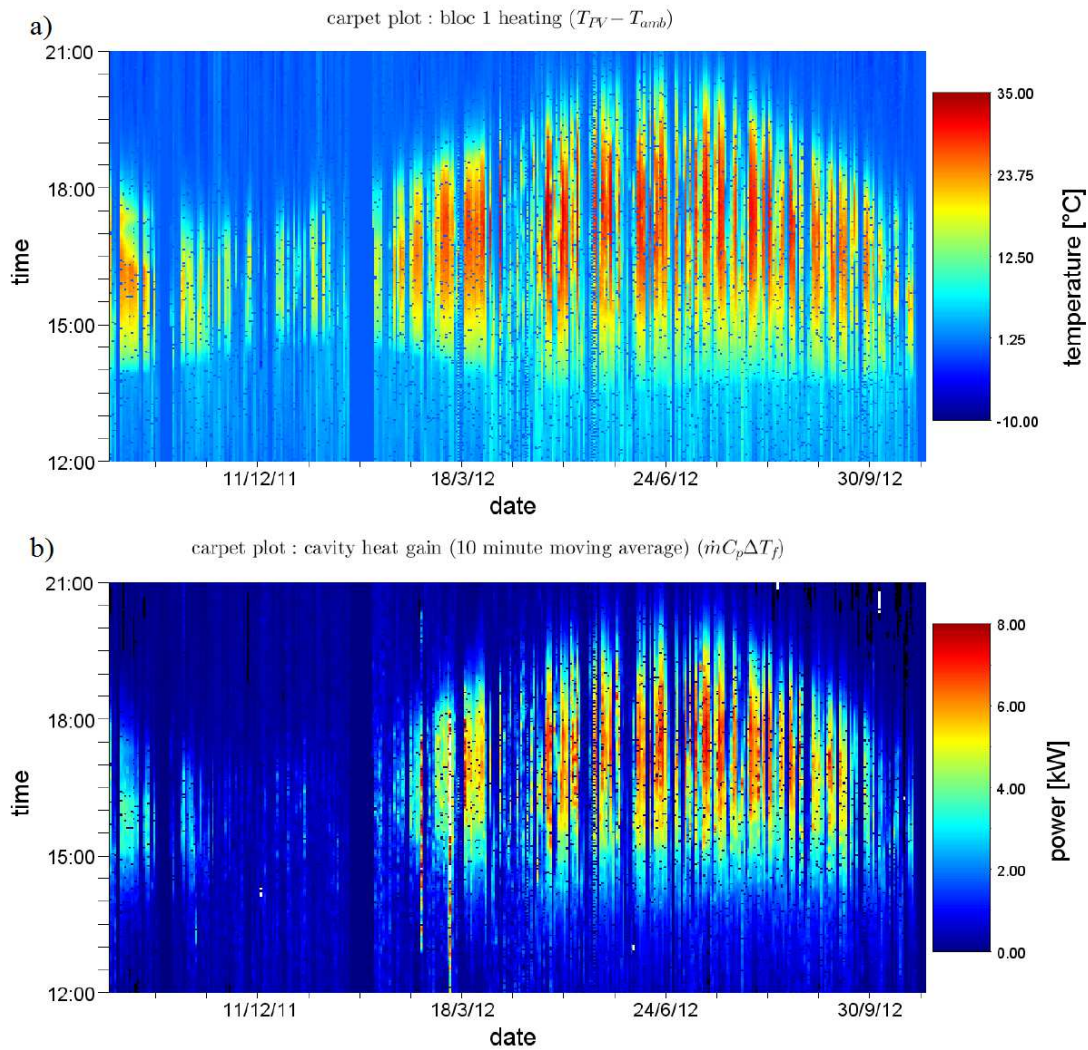 a)
carpet plot : bloc 1 heating (T_PV − T_amb)
21:00
18:00
15:00
12:00
time
11/12/11
18/3/12
24/6/12
30/9/12
date
35.00
23.75
12.50
1.25
-10.00
temperature [°C]
b)
carpet plot : cavity heat gain (10 minute moving average) (ṁC_pΔT_f)
21:00
18:00
15:00
12:00
time
11/12/11
18/3/12
24/6/12
30/9/12
date
8.00
6.00
4.00
2.00
0.00
power [kW]